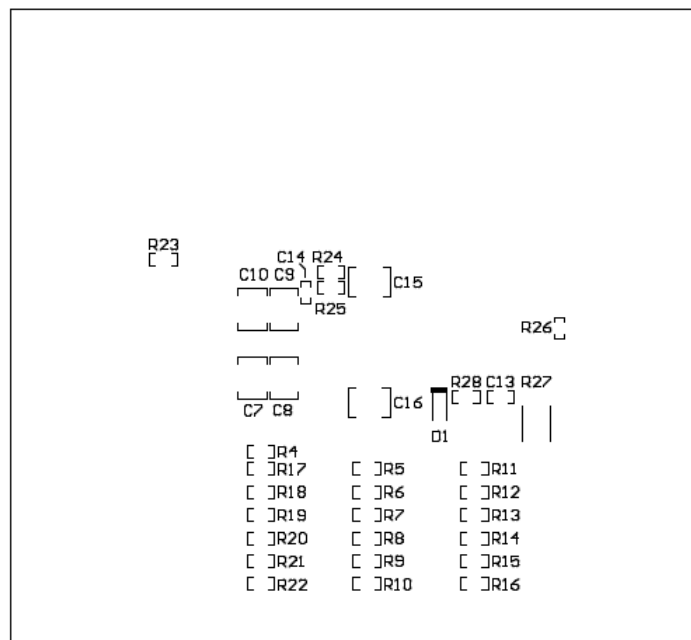 R23
C14 R24
C10 C9
C15
R25
R26
R28 C13 R27
C7 C8
C16
D1
R4
R17 R5 R11
R18 R6 R12
R19 R7 R13
R20 R8 R14
R21 R9 R15
R22 R10 R16